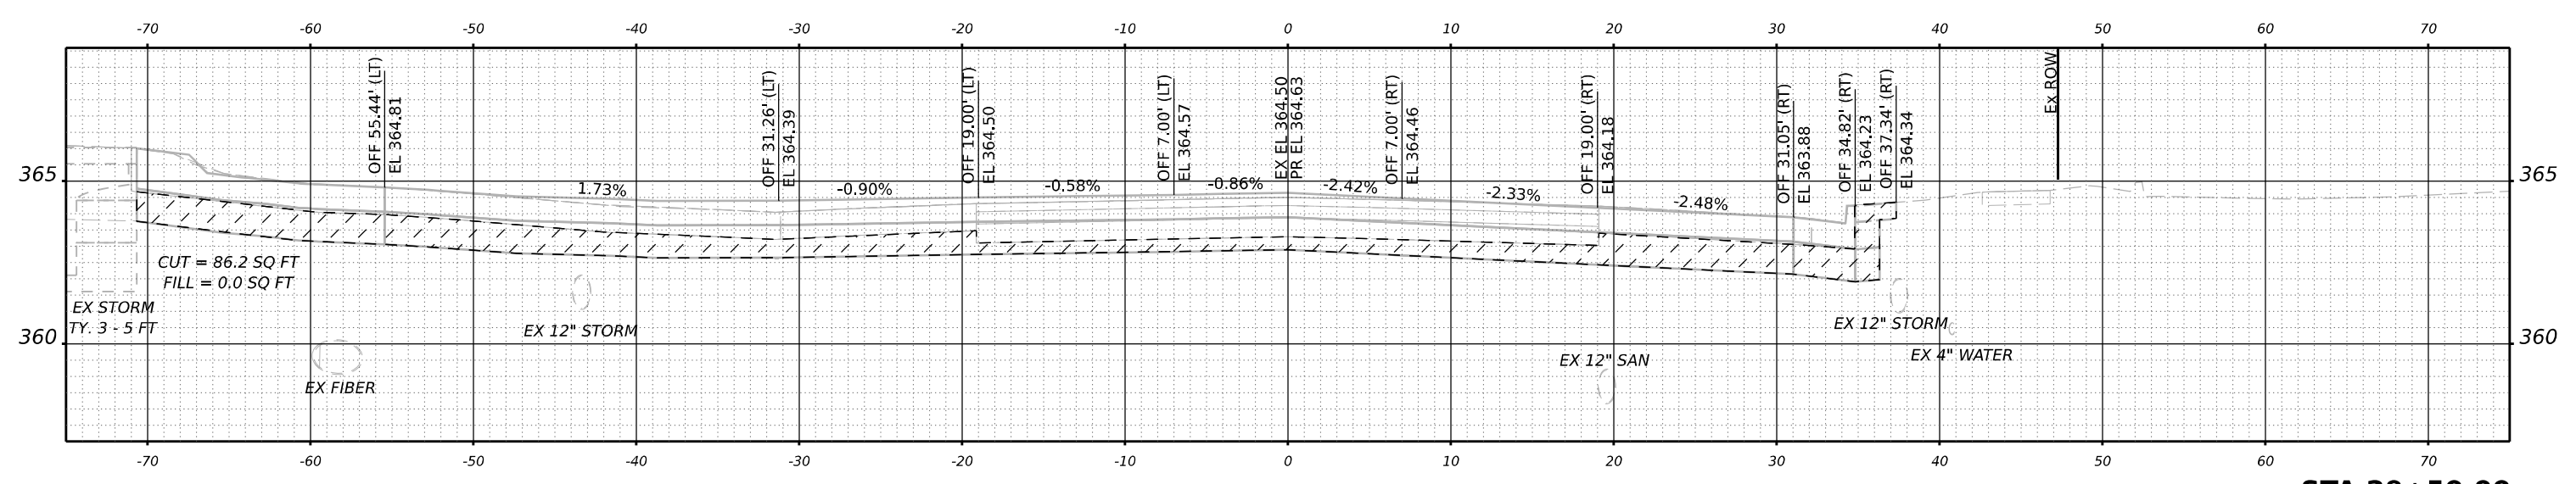 -70 -60 -50 -40 -30 -20 -10 0 10 20 30 40 50 60 70
OFF 55.44' (LT)
EL 364.81
OFF 31.26' (LT)
EL 364.39
OFF 19.00' (LT)
EL 364.50
OFF 7.00' (LT)
EL 364.57
EX EL 364.50
PR EL 364.63
OFF 7.00' (RT)
EL 364.46
OFF 19.00' (RT)
EL 364.18
OFF 31.05' (RT)
EL 363.88
OFF 34.82' (RT)
EL 364.23
OFF 37.34' (RT)
EL 364.34
Ex ROW
365 365
1.73% -0.90% -0.58% -0.86% -2.42% -2.33% -2.48%
CUT = 86.2 SQ FT
FILL = 0.0 SQ FT
EX STORM
TY. 3 - 5 FT
EX 12" STORM
EX 12" STORM
360 360
EX 4" WATER
EX 12" SAN
EX FIBER
-70 -60 -50 -40 -30 -20 -10 0 10 20 30 40 50 60 70